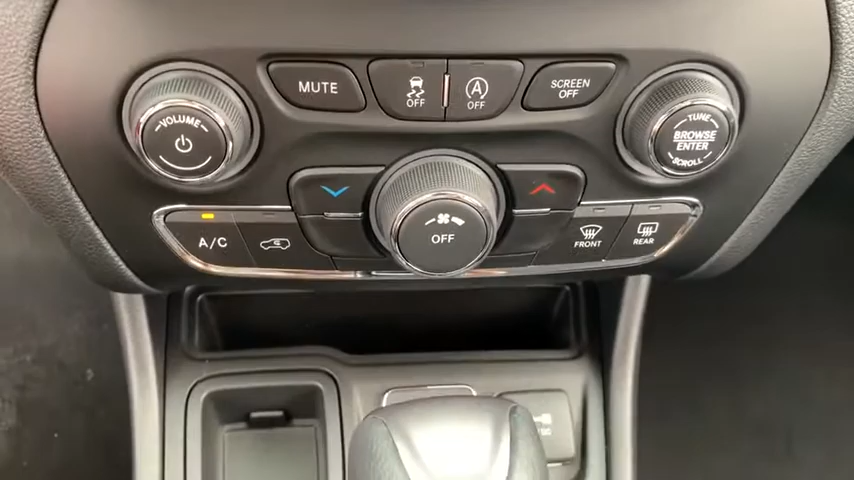 MUTE
OFF
A
OFF
SCREEN
OFF
VOLUME
TUNE
BROWSE
ENTER
SCROLL
A/C
OFF
FRONT
REAR